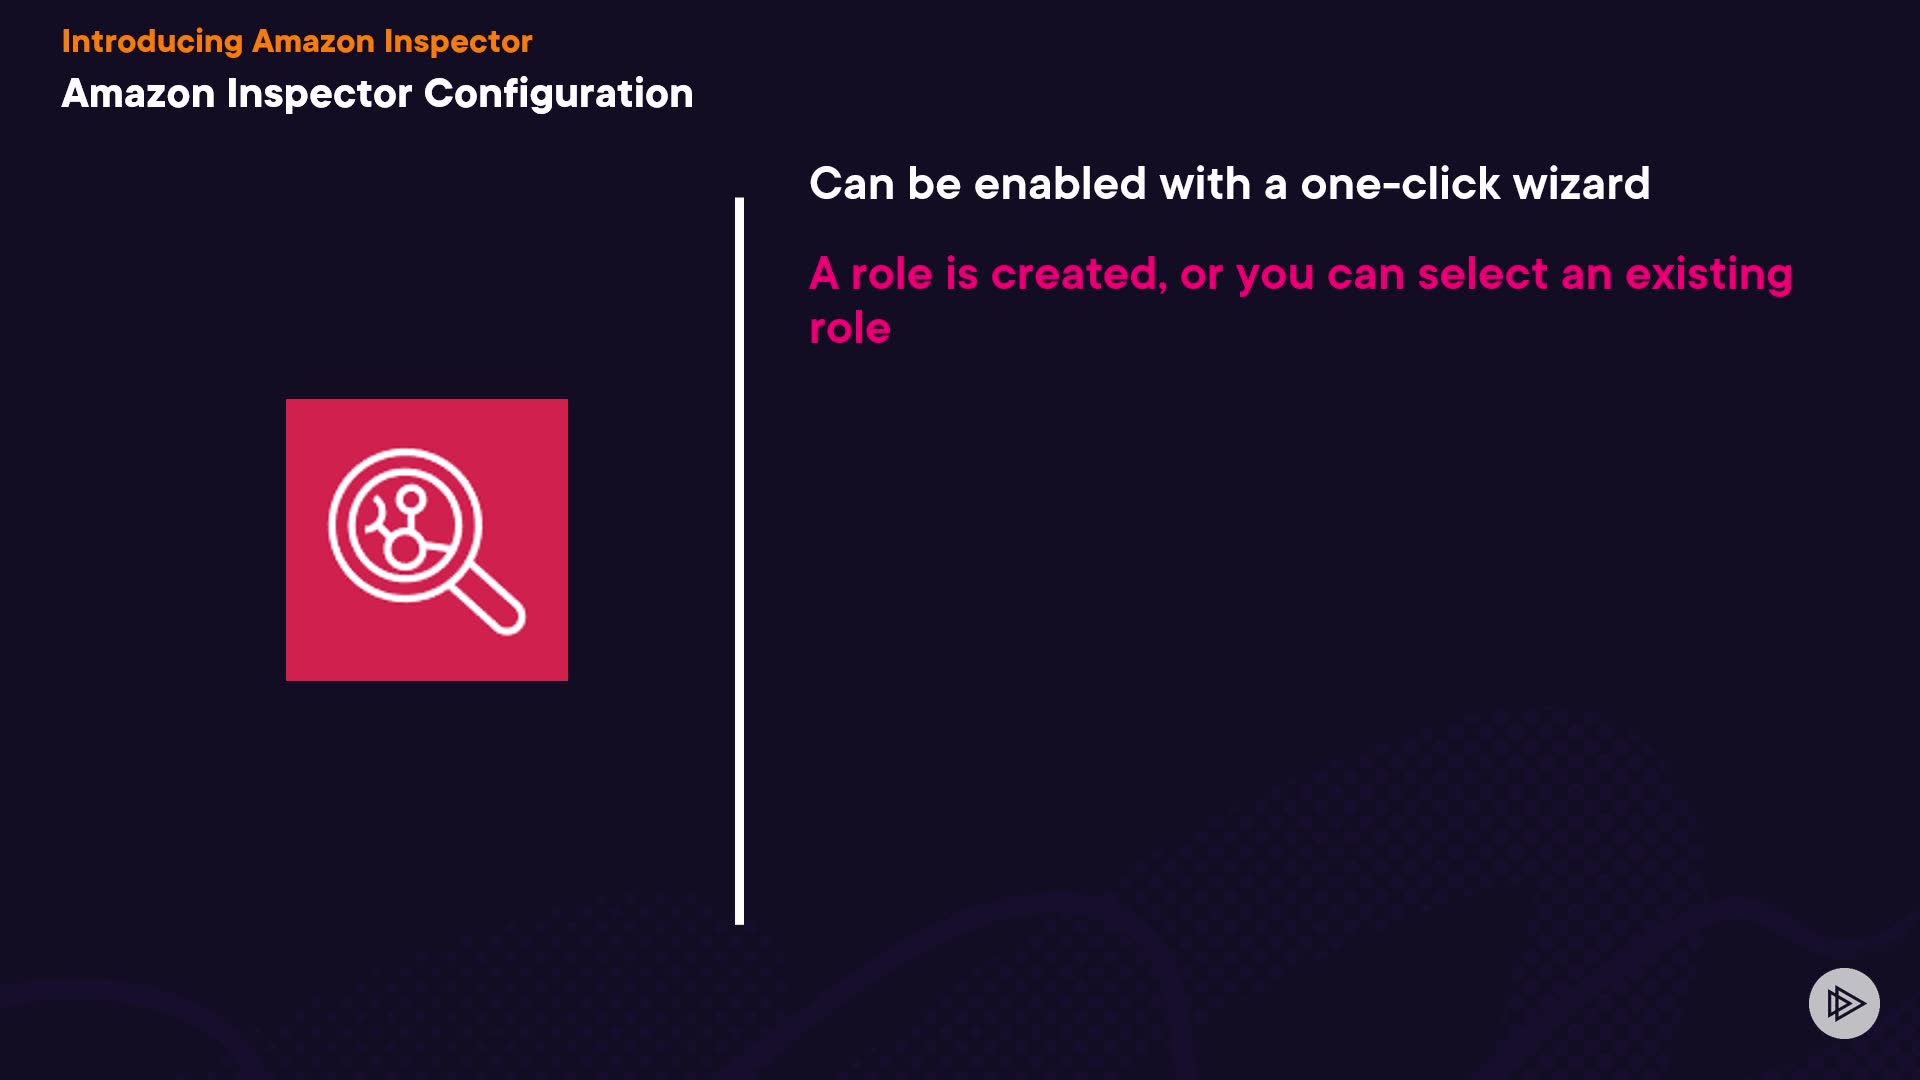 Introducing Amazon Inspector
Amazon Inspector Configuration
Can be enabled with a one-click wizard
A role is created, or you can select an existing
role